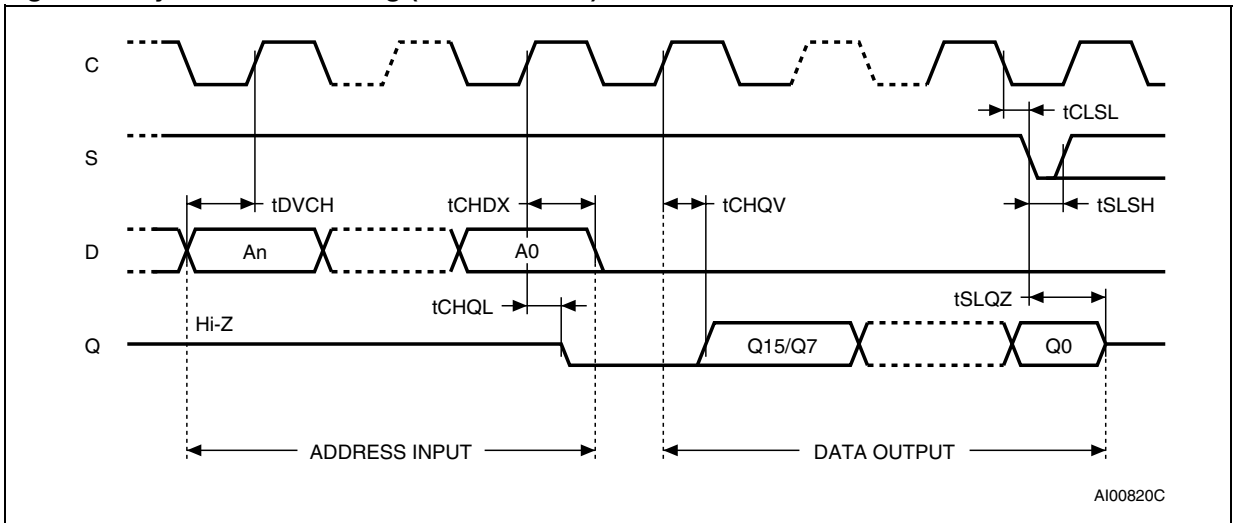 C
tCLSL
S
tDVCH
tCHDX
tCHQV
tSLSH
D
An
A0
tCHQL
tSLQZ
Hi-Z
Q
Q15/Q7
Q0
ADDRESS INPUT
DATA OUTPUT
AI00820C